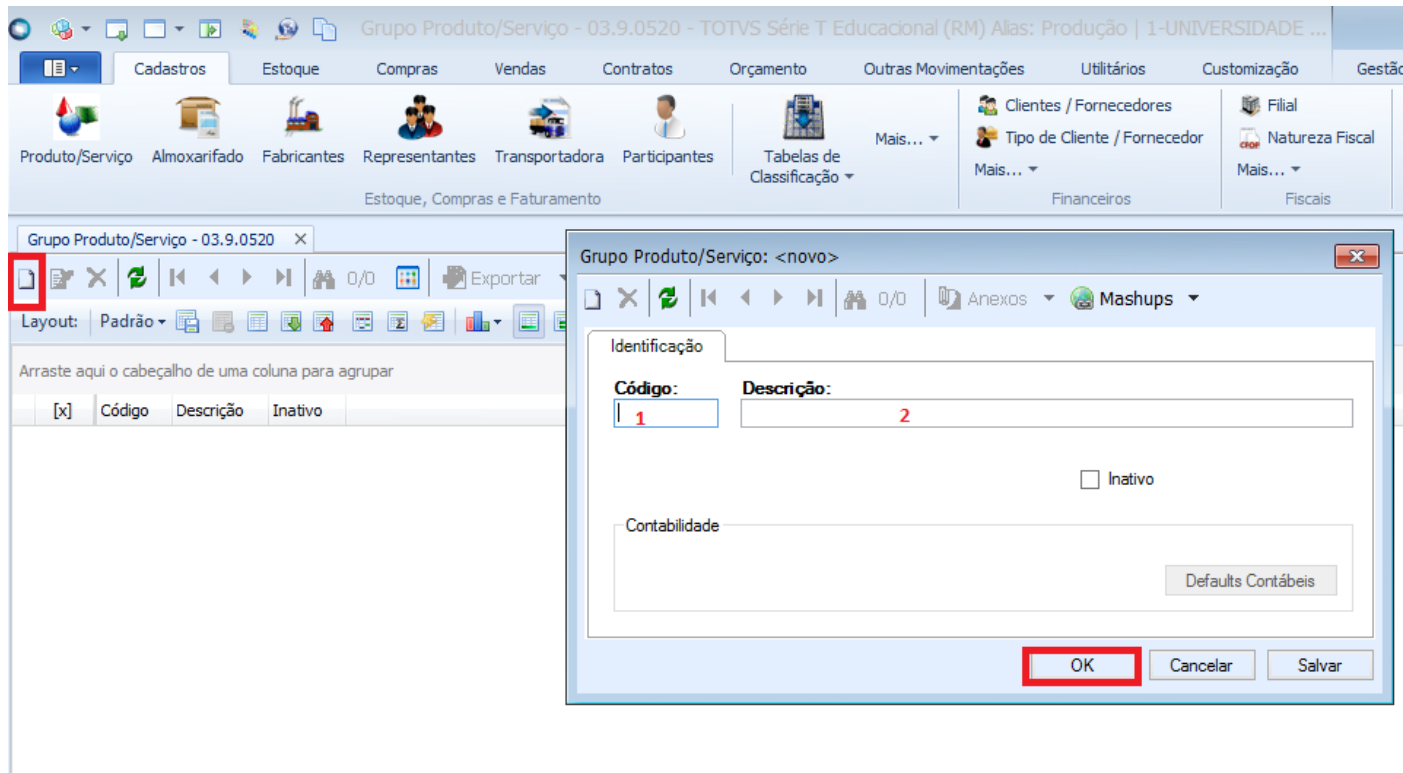 Grupo Produto/Serviço - 03.9.0520 - TOTVS Série T Educacional (RM) Alias: Produção | 1-UNIVERSIDADE ...
Cadastros Estoque Compras Vendas Contratos Orçamento Outras Movimentações Utilitários Customização Gestão
Produto/Serviço Almoxarifado Fabricantes Representantes Transportadora Participantes Tabelas de Classificação Mais...
Estoque, Compras e Faturamento
Clientes / Fornecedores
Tipo de Cliente / Fornecedor
Mais...
Financeiros
Filial
CFOP Natureza Fiscal
Mais...
Fiscais
Grupo Produto/Serviço - 03.9.0520
0/0 Exportar
Layout: Padrão
Arraste aqui o cabeçalho de uma coluna para agrupar
[x] Código Descrição Inativo
Grupo Produto/Serviço: <novo>
0/0 Anexos Mashups
Identificação
Código: Descrição:
1 2
Inativo
Contabilidade
Defaults Contábeis
OK Cancelar Salvar